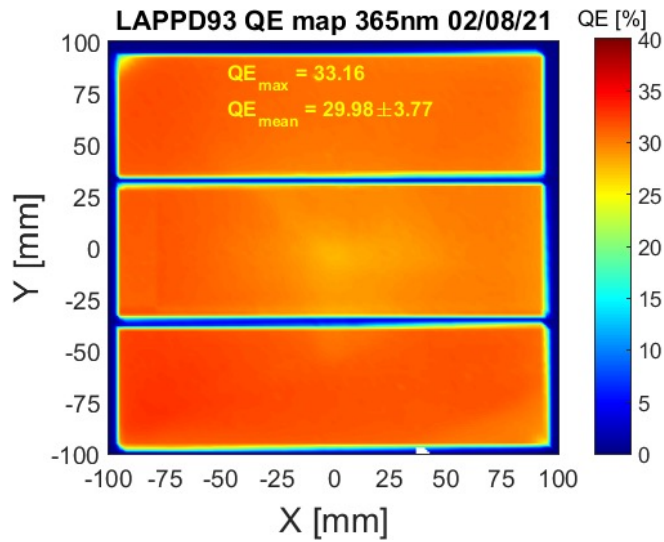 LAPPD93 QE map 365nm 02/08/21
QE [%]
QE_max = 33.16
QE_mean = 29.98±3.77
Y [mm]
100
75
50
25
0
-25
-50
-75
-100
-100 -75 -50 -25 0 25 50 75 100
X [mm]
40
35
30
25
20
15
10
5
0